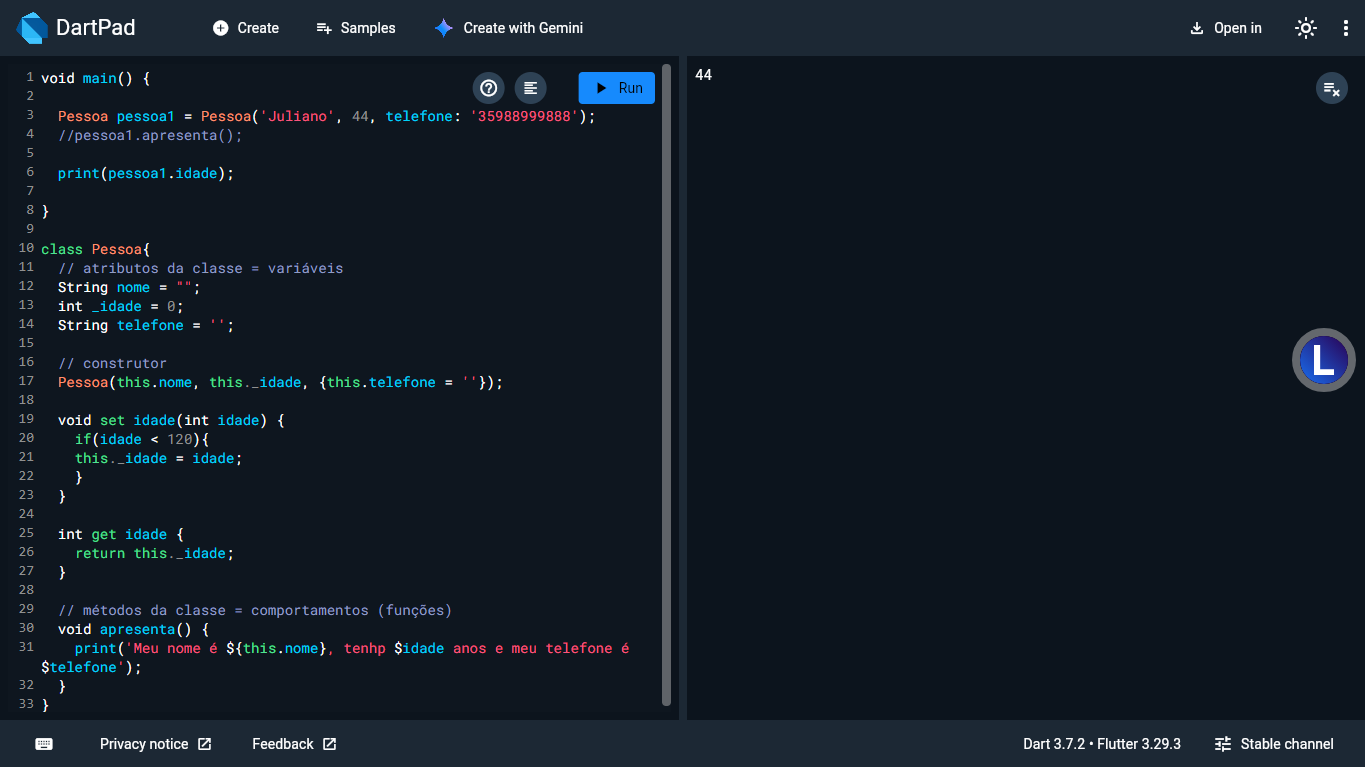 DartPad
Create
Samples
Create with Gemini
Open in
Run
1 void main() {
2
3   Pessoa pessoa1 = Pessoa('Juliano', 44, telefone: '35988999888');
4   //pessoa1.apresenta();
5
6   print(pessoa1.idade);
7
8 }
9
10 class Pessoa{
11   // atributos da classe = variáveis
12   String nome = "";
13   int _idade = 0;
14   String telefone = '';
15
16   // construtor
17   Pessoa(this.nome, this._idade, {this.telefone = ''});
18
19   void set idade(int idade) {
20     if(idade < 120){
21     this._idade = idade;
22     }
23   }
24
25   int get idade {
26     return this._idade;
27   }
28
29   // métodos da classe = comportamentos (funções)
30   void apresenta() {
31     print('Meu nome é ${this.nome}, tenhp $idade anos e meu telefone é
$telefone');
32   }
33 }
44
L
Privacy notice
Feedback
Dart 3.7.2 • Flutter 3.29.3
Stable channel